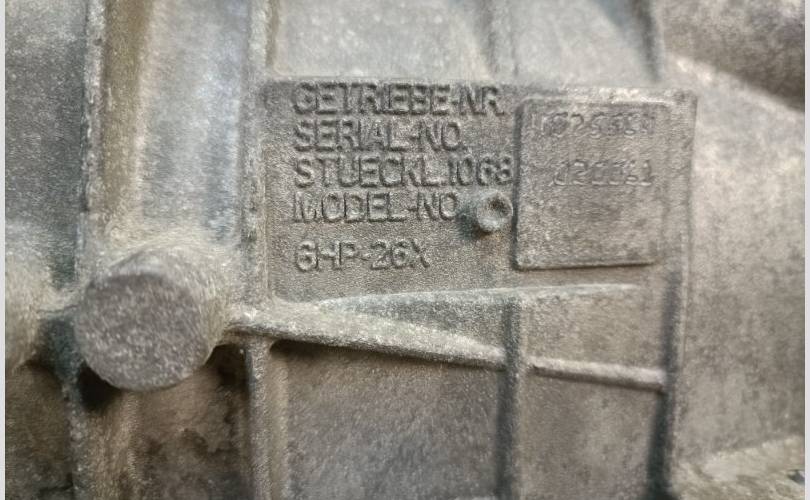 GETRIEBE-NR.
SERIAL-NO.
STUECKL.1068
MODEL-NO.
6HP-26X